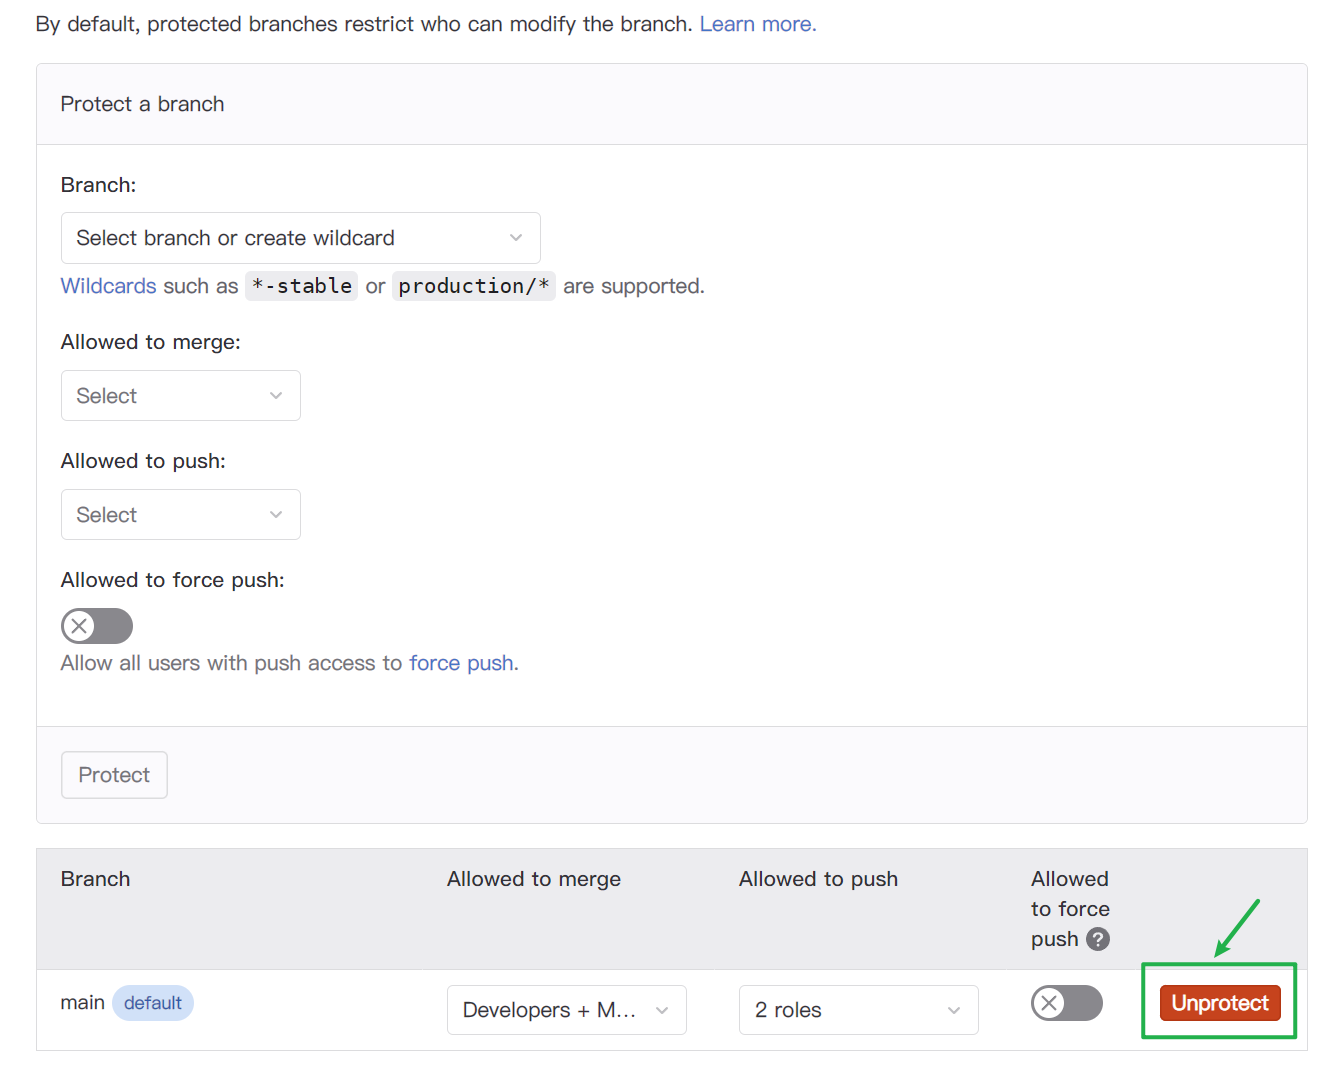 By default, protected branches restrict who can modify the branch. Learn more.
Protect a branch
Branch:
Select branch or create wildcard
Wildcards such as *-stable or production/* are supported.
Allowed to merge:
Select
Allowed to push:
Select
Allowed to force push:
Allow all users with push access to force push.
Protect
Branch Allowed to merge Allowed to push Allowed
to force
push ?
main default Developers + M... 2 roles Unprotect